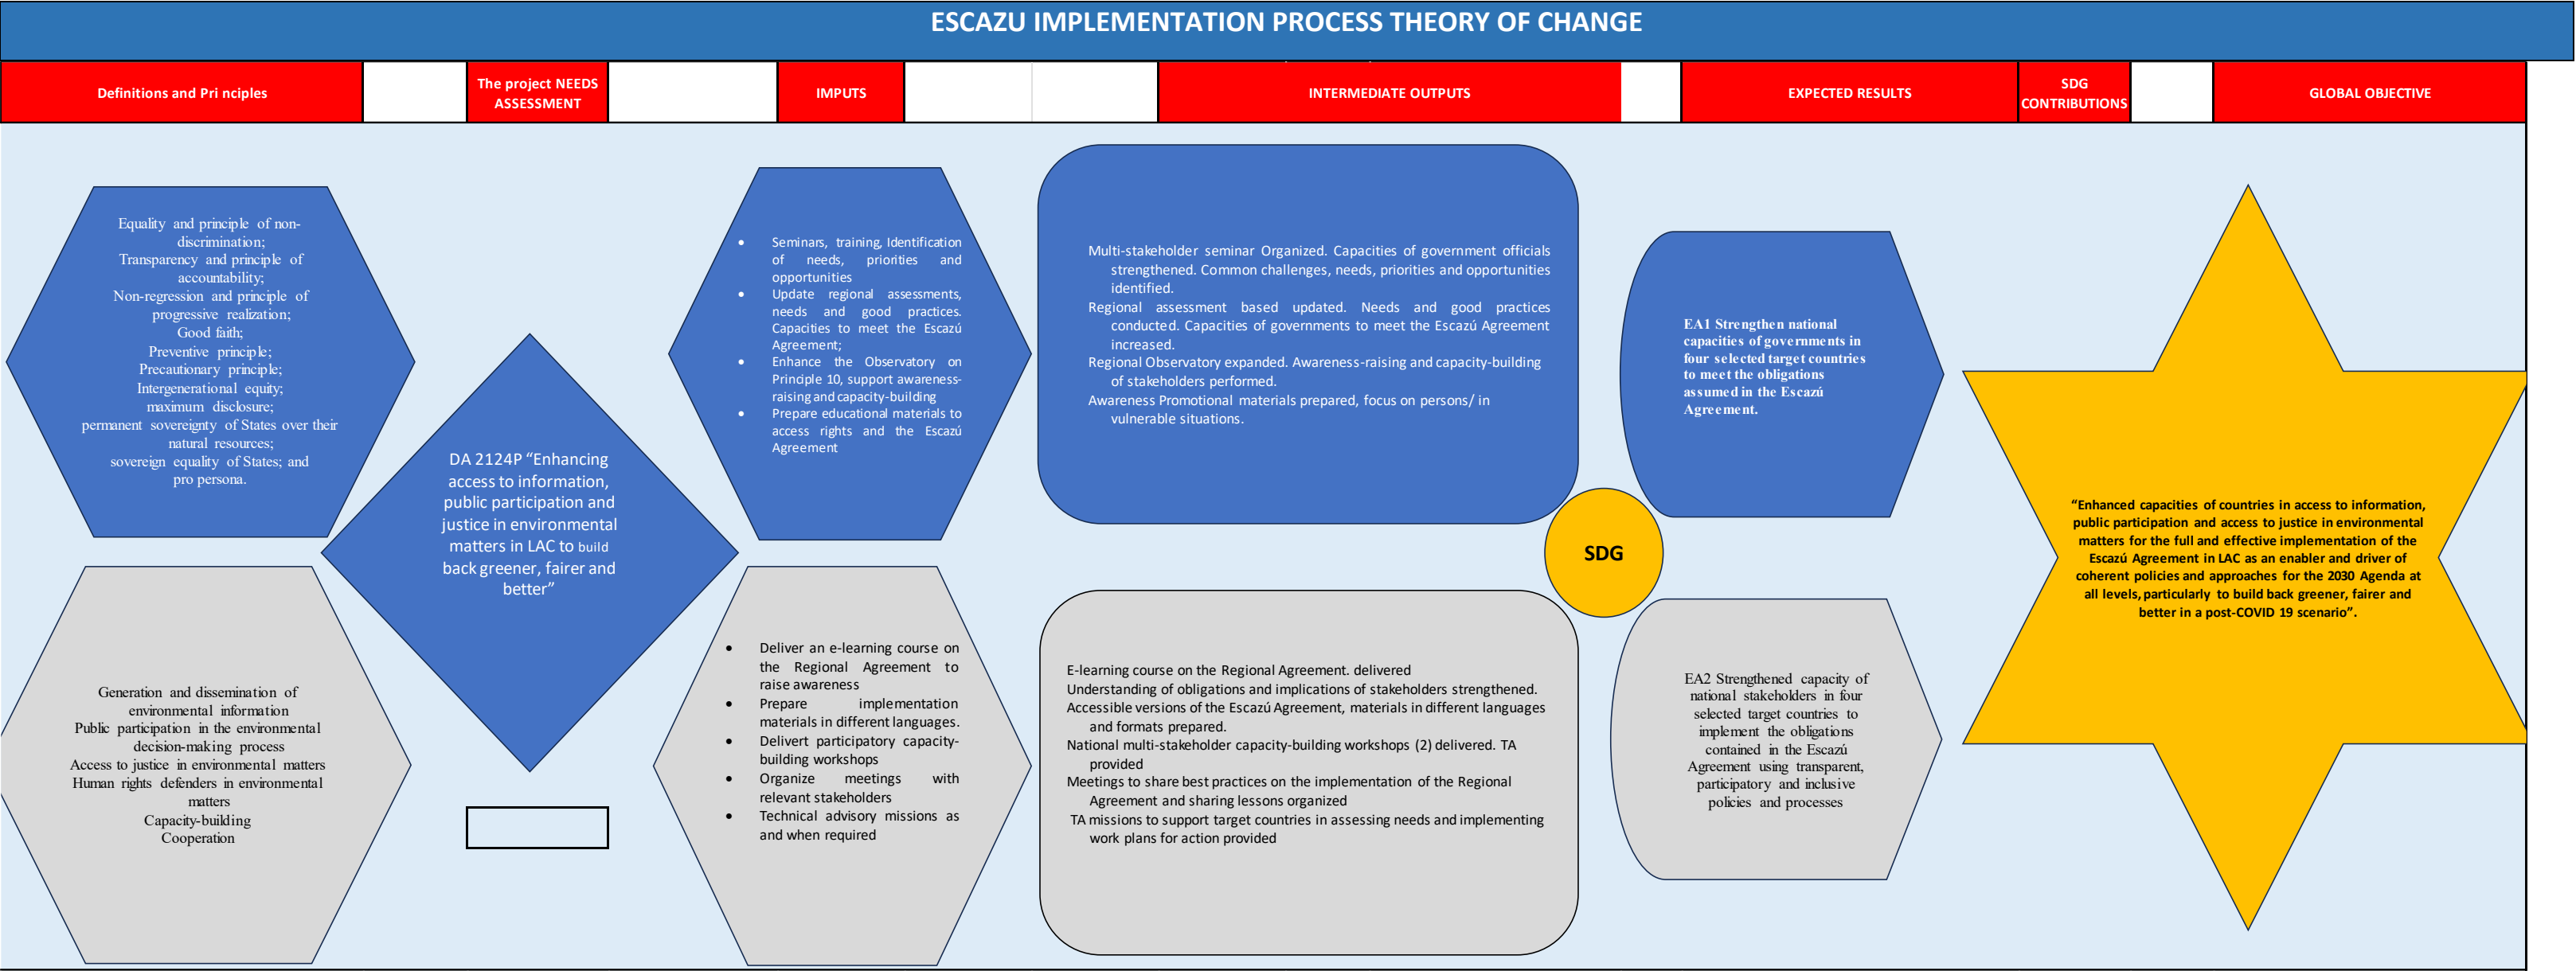 ESCAZU IMPLEMENTATION PROCESS THEORY OF CHANGE
Definitions and Pri nciples
The project NEEDS
ASSESSMENT
IMPUTS
INTERMEDIATE OUTPUTS
EXPECTED RESULTS
SDG
CONTRIBUTIONS
GLOBAL OBJECTIVE
Equality and principle of non-
discrimination;
Transparency and principle of
accountability;
Non-regression and principle of
progressive realization;
Good faith;
Preventive principle;
Precautionary principle;
Intergenerational equity;
maximum disclosure;
permanent sovereignty of States over their
natural resources;
sovereign equality of States; and
pro persona.
Generation and dissemination of
environmental information
Public participation in the environmental
decision-making process
Access to justice in environmental matters
Human rights defenders in environmental
matters
Capacity-building
Cooperation
DA 2124P “Enhancing
access to information,
public participation and
justice in environmental
matters in LAC to build
back greener, fairer and
better”
• Seminars, training, Identification
of needs, priorities and
opportunities
• Update regional assessments,
needs and good practices.
Capacities to meet the Escazú
Agreement;
• Enhance the Observatory on
Principle 10, support awareness-
raising and capacity-building
• Prepare educational materials to
access rights and the Escazú
Agreement
• Deliver an e-learning course on
the Regional Agreement to
raise awareness
• Prepare implementation
materials in different languages.
• Delivert participatory capacity-
building workshops
• Organize meetings with
relevant stakeholders
• Technical advisory missions as
and when required
Multi-stakeholder seminar Organized. Capacities of government officials
strengthened. Common challenges, needs, priorities and opportunities
identified.
Regional assessment based updated. Needs and good practices
conducted. Capacities of governments to meet the Escazú Agreement
increased.
Regional Observatory expanded. Awareness-raising and capacity-building
of stakeholders performed.
Awareness Promotional materials prepared, focus on persons/ in
vulnerable situations.
E-learning course on the Regional Agreement. delivered
Understanding of obligations and implications of stakeholders strengthened.
Accessible versions of the Escazú Agreement, materials in different languages
and formats prepared.
National multi-stakeholder capacity-building workshops (2) delivered. TA
provided
Meetings to share best practices on the implementation of the Regional
Agreement and sharing lessons organized
TA missions to support target countries in assessing needs and implementing
work plans for action provided
SDG
EA1 Strengthen national
capacities of governments in
four selected target countries
to meet the obligations
assumed in the Escazú
Agreement.
EA2 Strengthened capacity of
national stakeholders in four
selected target countries to
implement the obligations
contained in the Escazú
Agreement using transparent,
participatory and inclusive
policies and processes
“Enhanced capacities of countries in access to information,
public participation and access to justice in environmental
matters for the full and effective implementation of the
Escazú Agreement in LAC as an enabler and driver of
coherent policies and approaches for the 2030 Agenda at
all levels, particularly to build back greener, fairer and
better in a post-COVID 19 scenario”.